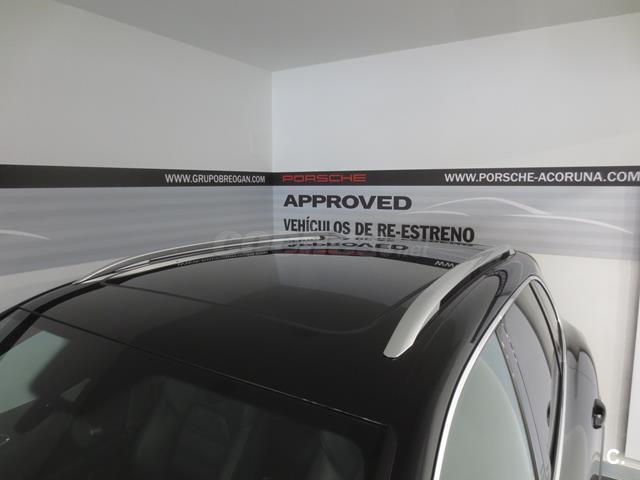 WWW.GRUPOBREOGAN.COM
PORSCHE
WWW.PORSCHE-ACORUNA.COM
APPROVED
VEHÍCULOS DE RE-ESTRENO